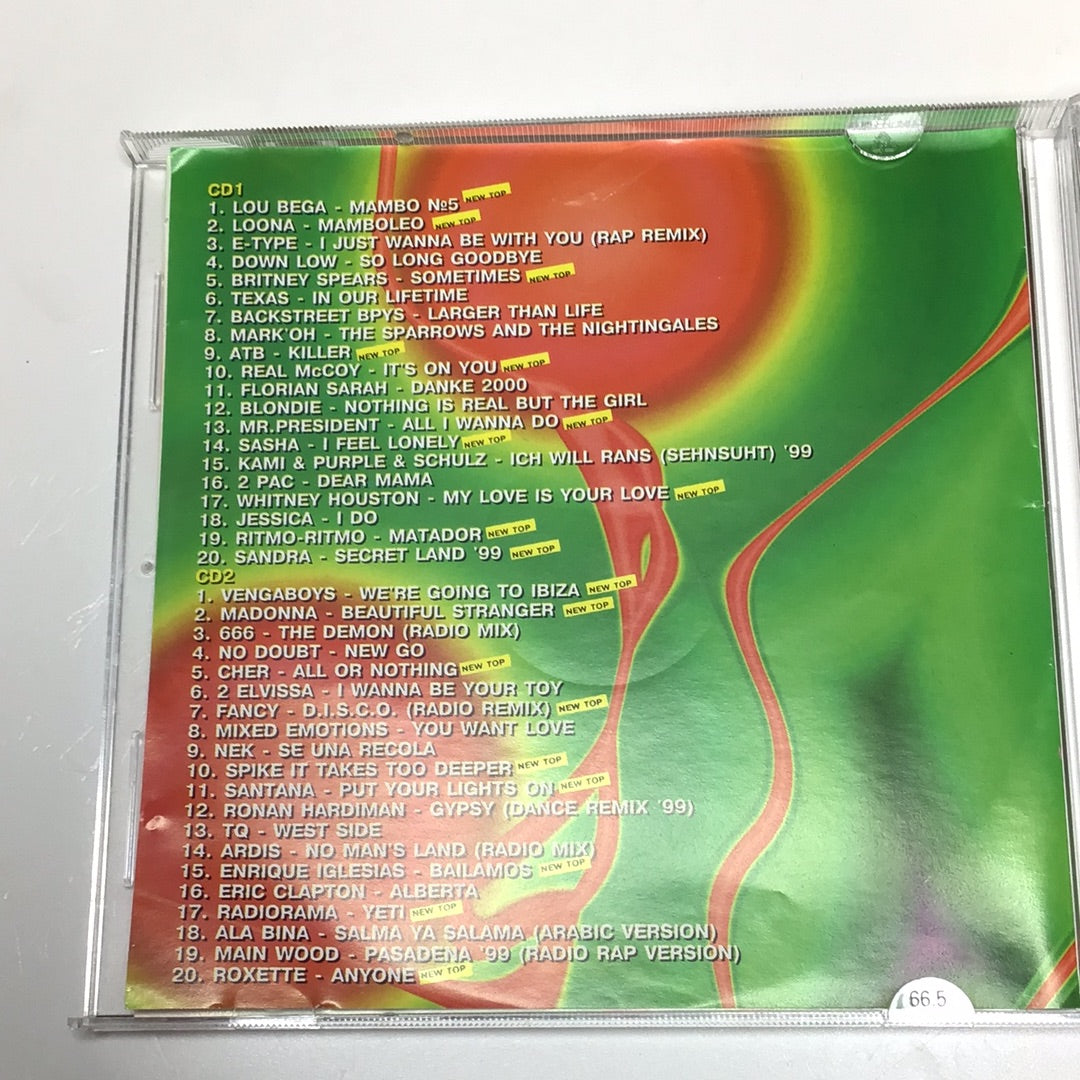 CD1
1. LOU BEGA - MAMBO №5 NEW TOP
2. LOONA - MAMBOLEO NEW TOP
3. E-TYPE - I JUST WANNA BE WITH YOU (RAP REMIX)
4. DOWN LOW - SO LONG GOODBYE
5. BRITNEY SPEARS - SOMETIMES NEW TOP
6. TEXAS - IN OUR LIFETIME
7. BACKSTREET BPYS - LARGER THAN LIFE
8. MARK'OH - THE SPARROWS AND THE NIGHTINGALES
9. ATB - KILLER NEW TOP
10. REAL McCOY - IT'S ON YOU NEW TOP
11. FLORIAN SARAH - DANKE 2000
12. BLONDIE - NOTHING IS REAL BUT THE GIRL
13. MR.PRESIDENT - ALL I WANNA DO NEW TOP
14. SASHA - I FEEL LONELY NEW TOP
15. KAMI & PURPLE & SCHULZ - ICH WILL RANS (SEHNSUHT) '99
16. 2 PAC - DEAR MAMA
17. WHITNEY HOUSTON - MY LOVE IS YOUR LOVE NEW TOP
18. JESSICA - I DO
19. RITMO-RITMO - MATADOR NEW TOP
20. SANDRA - SECRET LAND '99 NEW TOP
CD2
1. VENGABOYS - WE'RE GOING TO IBIZA NEW TOP
2. MADONNA - BEAUTIFUL STRANGER NEW TOP
3. 666 - THE DEMON (RADIO MIX)
4. NO DOUBT - NEW GO
5. CHER - ALL OR NOTHING NEW TOP
6. 2 ELVISSA - I WANNA BE YOUR TOY
7. FANCY - D.I.S.C.O. (RADIO REMIX) NEW TOP
8. MIXED EMOTIONS - YOU WANT LOVE
9. NEK - SE UNA RECOLA
10. SPIKE IT TAKES TOO DEEPER NEW TOP
11. SANTANA - PUT YOUR LIGHTS ON NEW TOP
12. RONAN HARDIMAN - GYPSY (DANCE REMIX '99)
13. TQ - WEST SIDE
14. ARDIS - NO MAN'S LAND (RADIO MIX)
15. ENRIQUE IGLESIAS - BAILAMOS NEW TOP
16. ERIC CLAPTON - ALBERTA
17. RADIORAMA - YETI NEW TOP
18. ALA BINA - SALMA YA SALAMA (ARABIC VERSION)
19. MAIN WOOD - PASADENA '99 (RADIO RAP VERSION)
20. ROXETTE - ANYONE NEW TOP
66.5